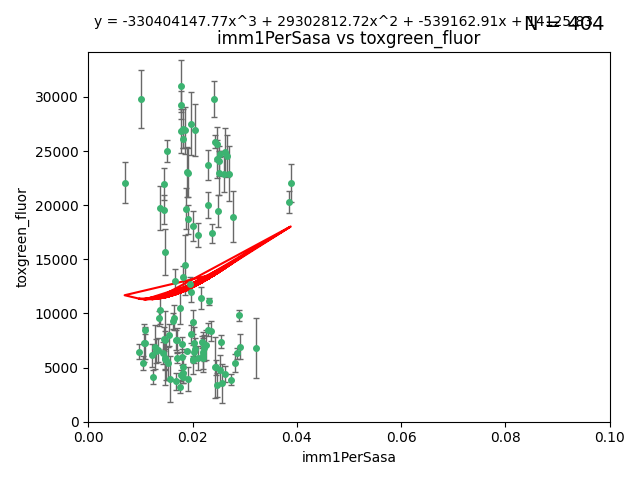 y = -330404147.77x^3 + 29302812.72x^2 + -539162.91x +
N = 404
imm1PerSasa vs toxgreen_fluor
toxgreen_fluor
30000
25000
20000
15000
10000
5000
0
0.00 0.02 0.04 0.06 0.08 0.10
imm1PerSasa